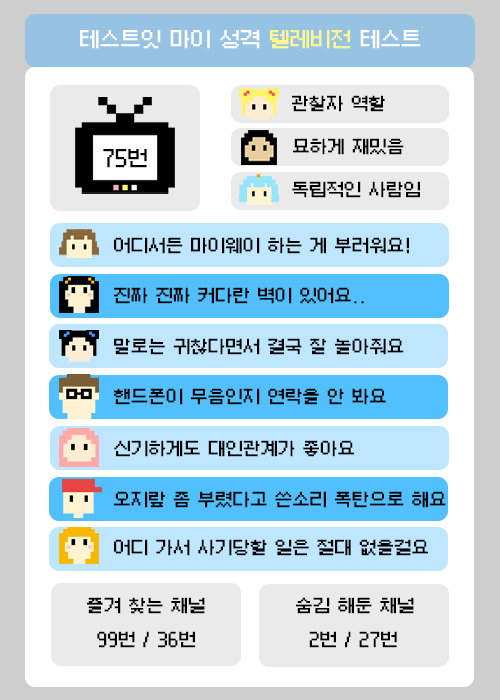 테스트잇 마이 성격 텔레비전 테스트
75번
관찰자 역할
묘하게 재밌음
독립적인 사람임
어디서든 마이웨이 하는 게 부러워요!
진짜 진짜 커다란 벽이 있어요..
말로는 귀찮다면서 결국 잘 놀아줘요
핸드폰이 무음인지 연락을 안 봐요
신기하게도 대인관계가 좋아요
오지랖 좀 부렸다고 쓴소리 폭탄으로 해요
어디 가서 사기당할 일은 절대 없을걸요
즐겨 찾는 채널
99번 / 36번
숨김 해둔 채널
2번 / 27번